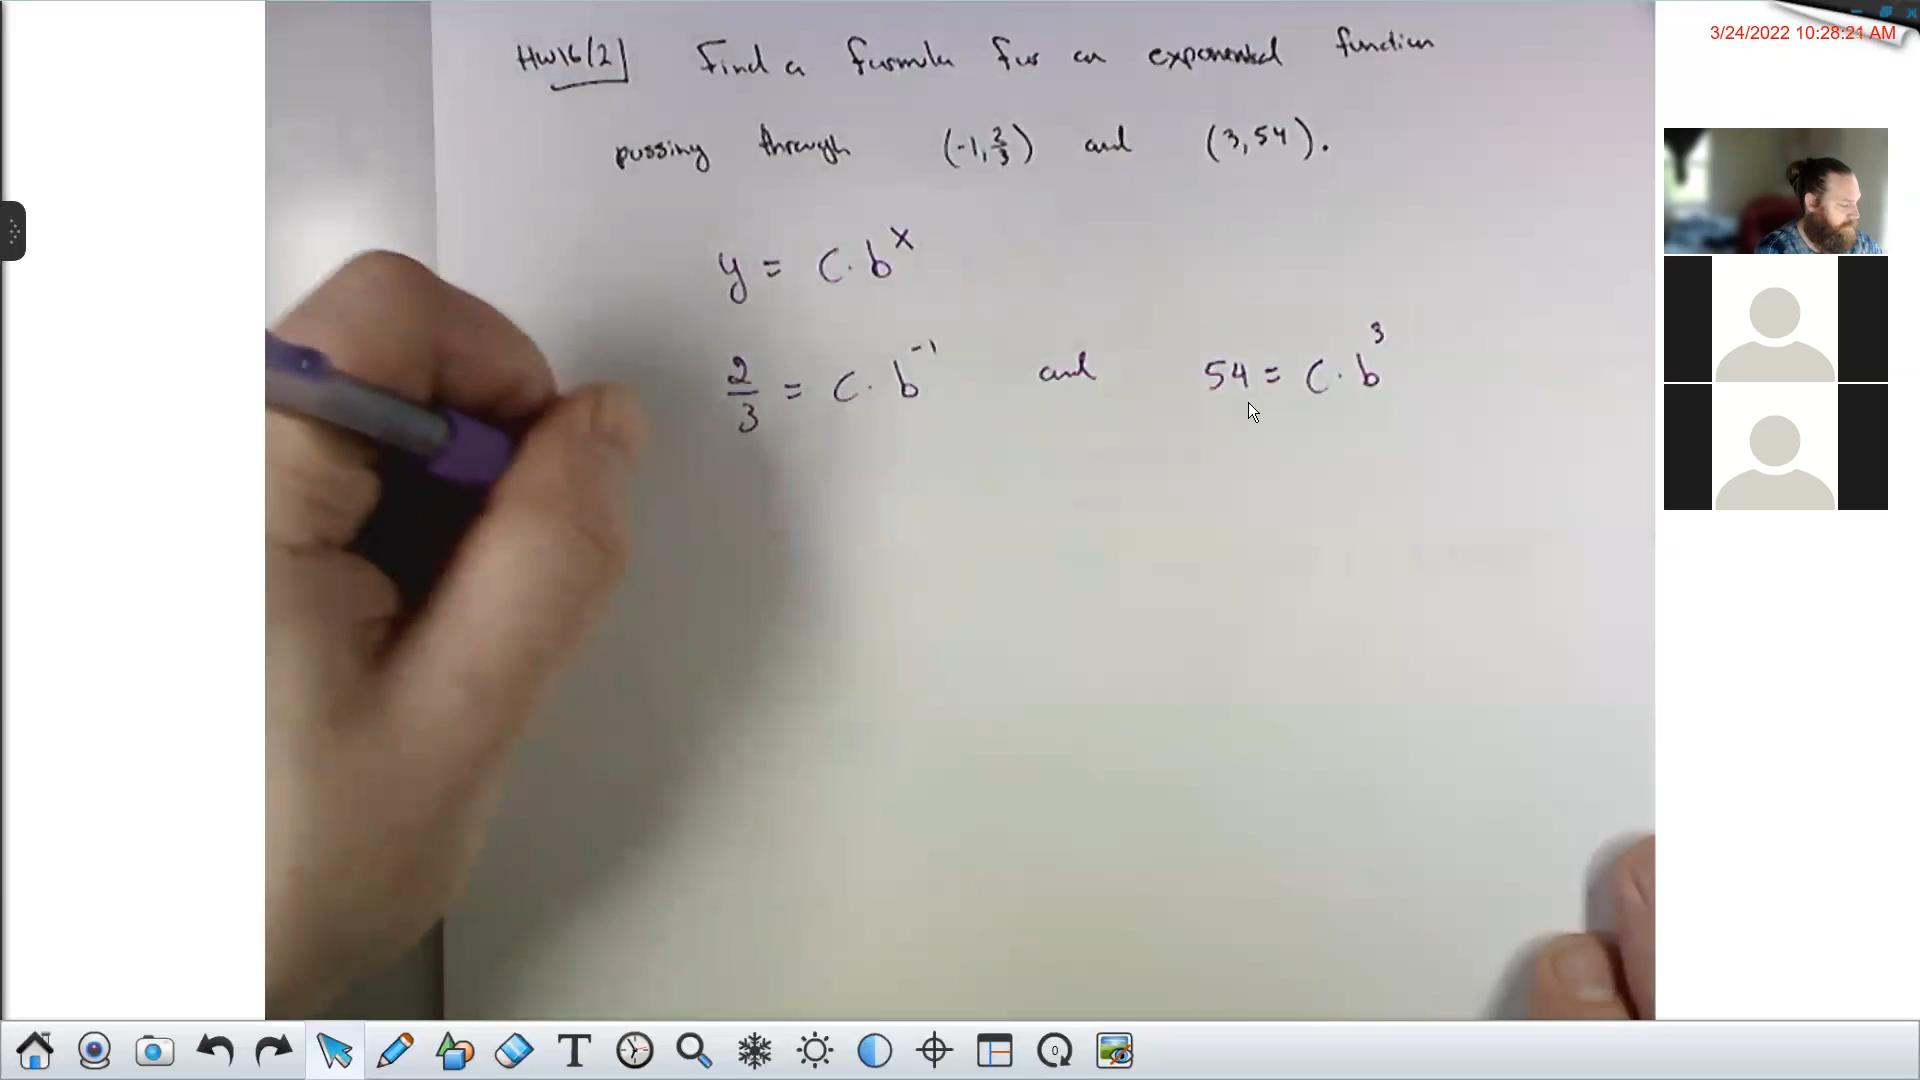 3/24/2022 10:28:21 AM
HW16(2) Find a formula for an exponential function
passing through (-1, 2/3) and (3, 54).
y = C · b^x
2/3 = C · b^-1 and 54 = C · b^3
T
0